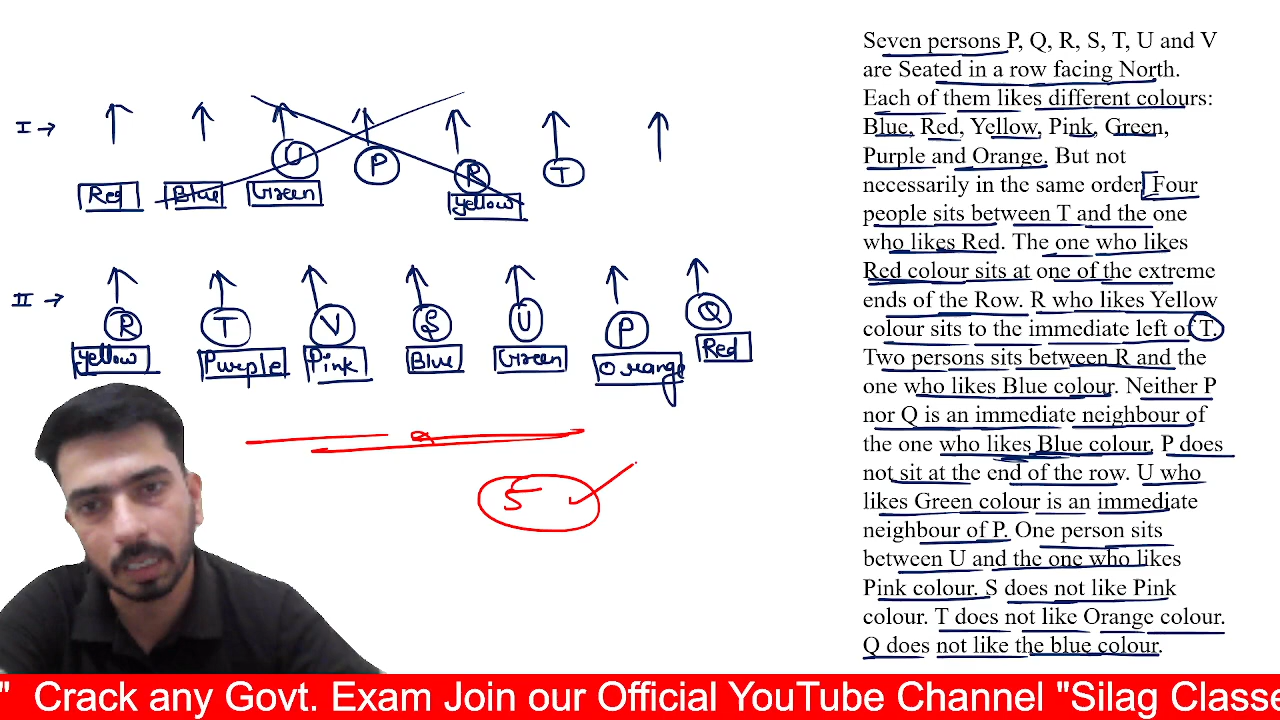 I →
U P R T
Red Blue Green Yellow
II →
R T V S U P Q
Yellow Purple Pink Blue Green Orange Red
5
Seven persons P, Q, R, S, T, U and V
are Seated in a row facing North.
Each of them likes different colours:
Blue, Red, Yellow, Pink, Green,
Purple and Orange. But not
necessarily in the same order. Four
people sits between T and the one
who likes Red. The one who likes
Red colour sits at one of the extreme
ends of the Row. R who likes Yellow
colour sits to the immediate left of T.
Two persons sits between R and the
one who likes Blue colour. Neither P
nor Q is an immediate neighbour of
the one who likes Blue colour. P does
not sit at the end of the row. U who
likes Green colour is an immediate
neighbour of P. One person sits
between U and the one who likes
Pink colour. S does not like Pink
colour. T does not like Orange colour.
Q does not like the blue colour.
" Crack any Govt. Exam Join our Official YouTube Channel "Silag Classe